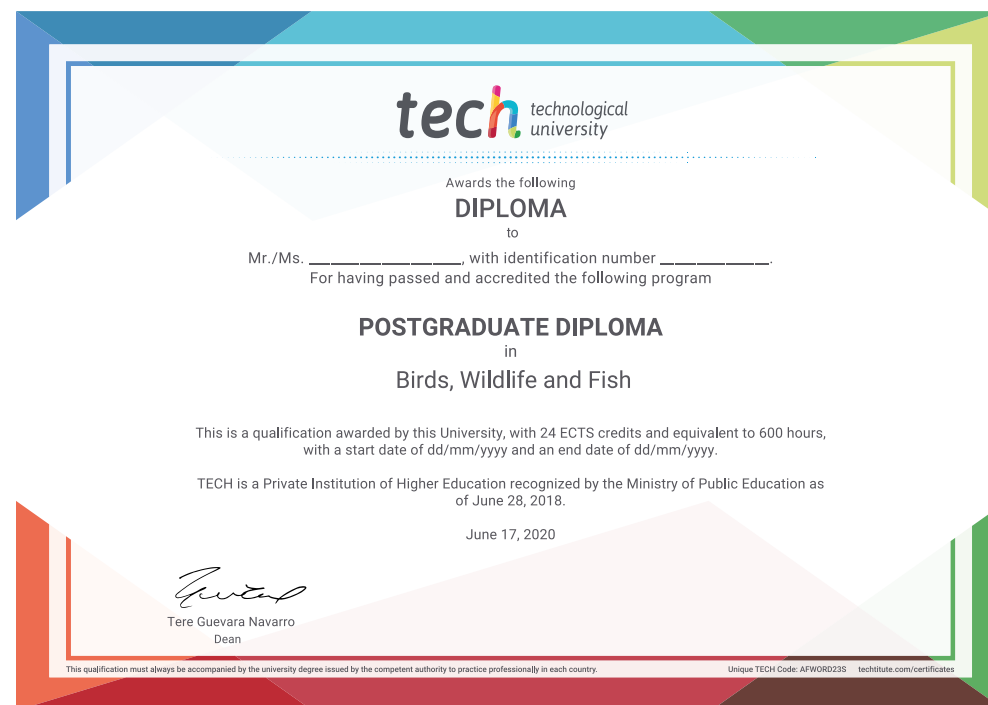 tech technological
university
Awards the following
DIPLOMA
to
Mr./Ms. __________________, with identification number _____________.
For having passed and accredited the following program
POSTGRADUATE DIPLOMA
in
Birds, Wildlife and Fish
This is a qualification awarded by this University, with 24 ECTS credits and equivalent to 600 hours,
with a start date of dd/mm/yyyy and an end date of dd/mm/yyyy.
TECH is a Private Institution of Higher Education recognized by the Ministry of Public Education as
of June 28, 2018.
June 17, 2020
Tere Guevara Navarro
Dean
This qualification must always be accompanied by the university degree issued by the competent authority to practice professionally in each country.
Unique TECH Code: AFWORD23S techtitute.com/certificates